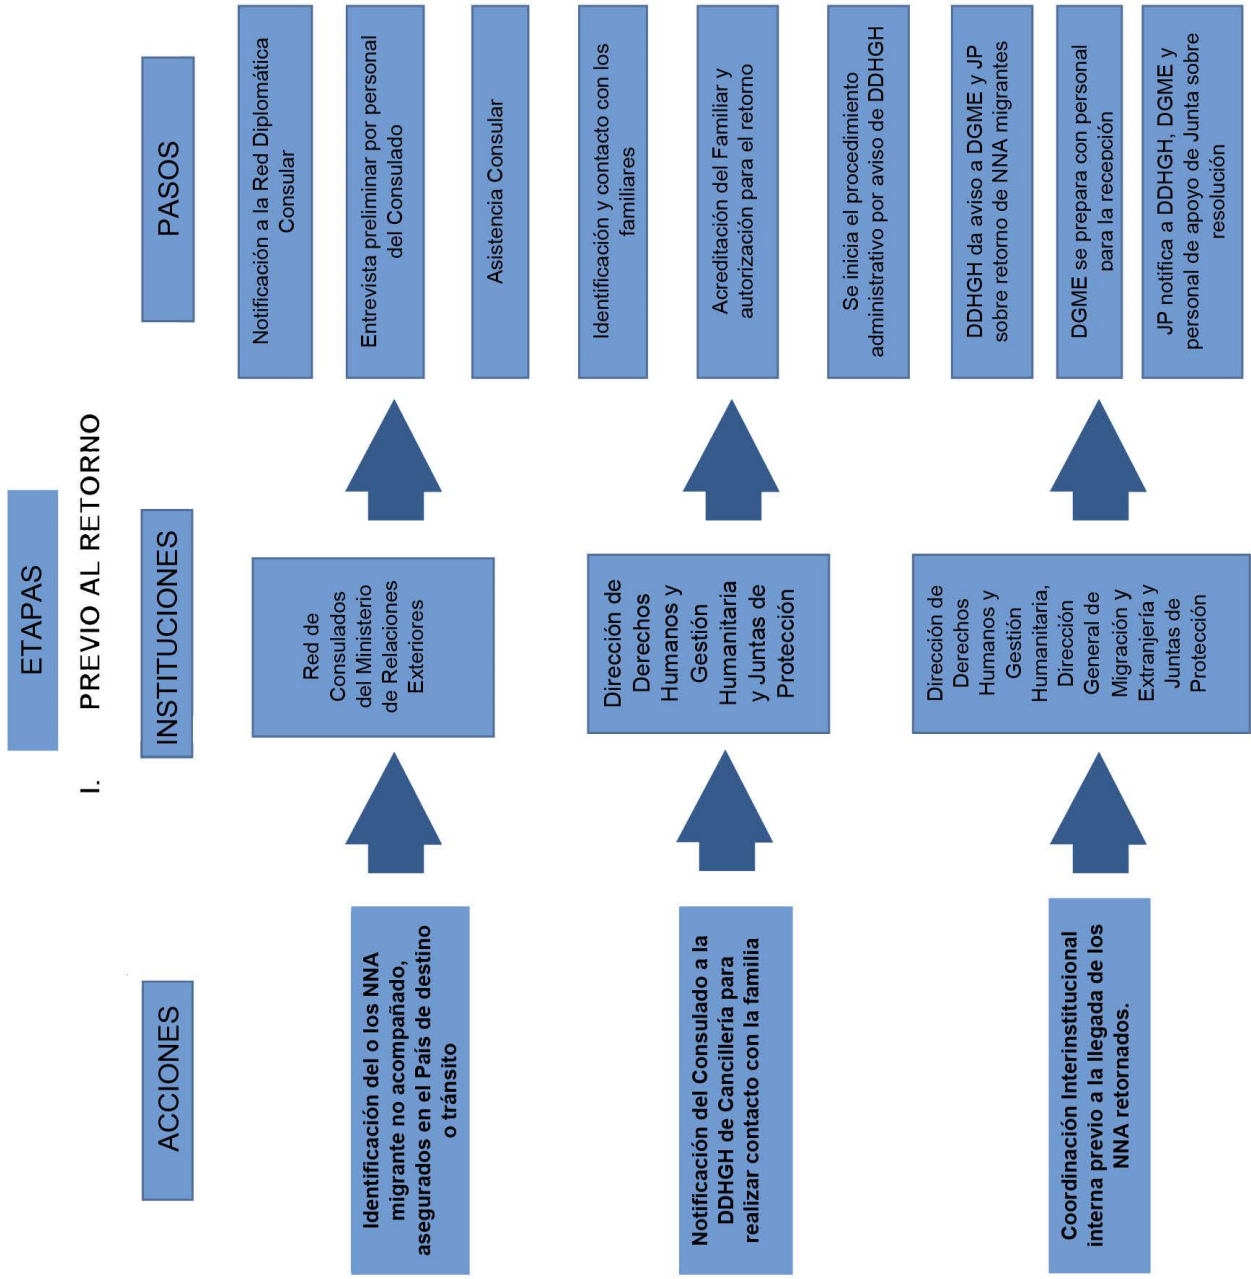 ETAPAS
I. PREVIO AL RETORNO
ACCIONES
INSTITUCIONES
PASOS
Identificación del o los NNA
migrante no acompañado,
asegurados en el País de destino
o tránsito
Red de
Consulados
del Ministerio
de Relaciones
Exteriores
Notificación a la Red Diplomática
Consular
Entrevista preliminar por personal
del Consulado
Asistencia Consular
Notificación del Consulado a la
DDHGH de Cancillería para
realizar contacto con la familia
Dirección de
Derechos
Humanos y
Gestión
Humanitaria
y Juntas de
Protección
Identificación y contacto con los
familiares
Acreditación del Familiar y
autorización para el retorno
Se inicia el procedimiento
administrativo por aviso de DDHGH
Coordinación Interinstitucional
interna previo a la llegada de los
NNA retornados.
Dirección de
Derechos
Humanos y
Gestión
Humanitaria,
Dirección
General de
Migración y
Extranjería y
Juntas de
Protección
DDHGH da aviso a DGME y JP
sobre retorno de NNA migrantes
DGME se prepara con personal
para la recepción
JP notifica a DDHGH, DGME y
personal de apoyo de Junta sobre
resolución